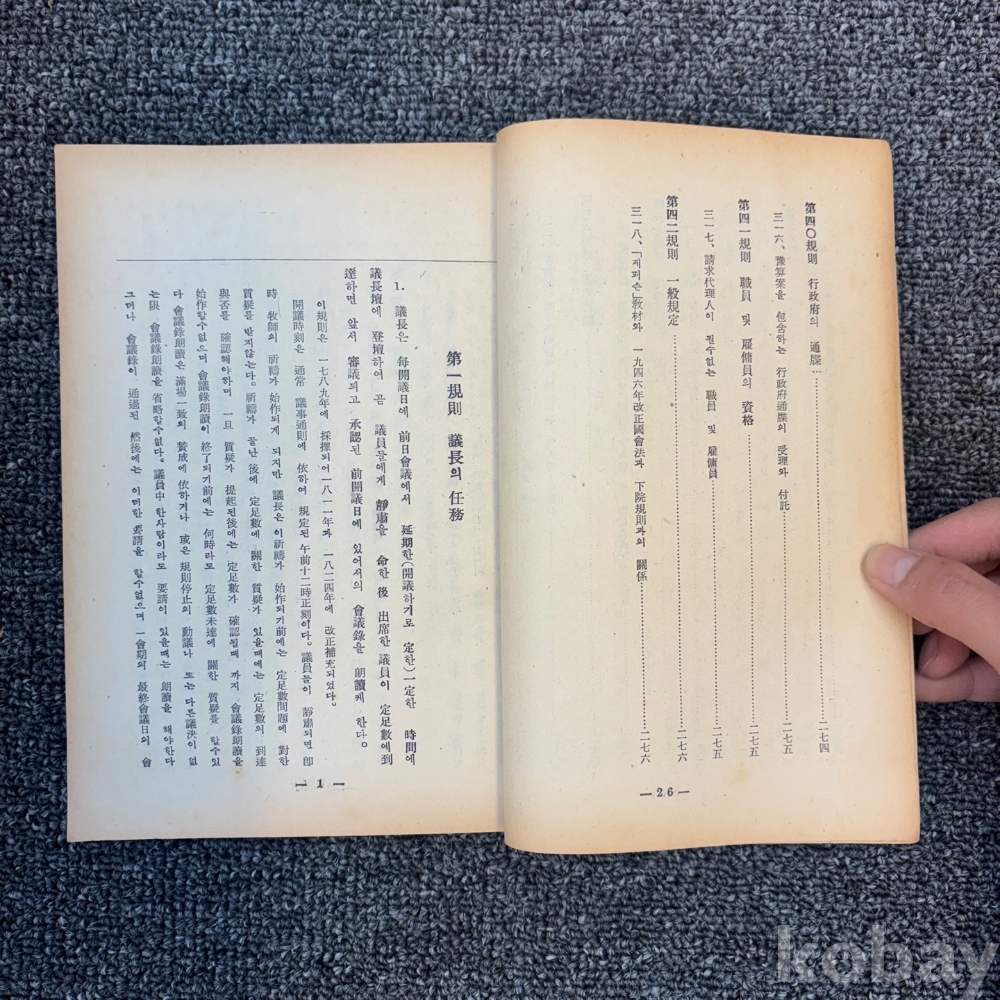 第四〇規則 行政府의 通牒…二七四
三一六、豫算案을 包含하는 行政府通牒의 受理와 付託…二七五
第四一規則 職員 및 雇傭員의 資格…二七五
三一七、請求代理人이 될수없는 職員 및 雇傭員…二七五
第四二規則 一般規定…二七六
三一八、「제퍼슨」敎材와 一九四六年改正國會法과 下院規則과의 關係…二七六
— 26 —
第一規則 議長의 任務
1. 議長은 每開議日에 前日會議에서 延期한(開議하기로 定한)一定한 時間에
議長壇에 登壇하여 곧 議員들에게 靜肅을 命한 後 出席한 議員이 定足數에到
達하면 앞서 審議되고 承認된 前開議日에 있어서의 會議錄을 朗讀케 한다。
이 規則은 一七八九年에 採擇되어 一八一一年과 一八二四年에 改正補充되었다。
開議時刻은 通常 議事通則에 依하여 規定된 午前十二時正刻이다。議員들이 靜肅되면 卽
時 牧師의 祈禱가 始作되게 되지만 議長은 이祈禱가 始作되기前에는 定足數問題에 對한
質疑를 받지않는다。祈禱가 끝난 後에 定足數에 關한 質疑가 있을때에는 定足數의 到達
與否를 確認해야하며 一旦 質疑가 提起된後에는 定足數가 確認될때 까지 會議錄朗讀을
始作할수없으며 會議錄朗讀이 終了되기前에는 何時라도 定足數未達에 關한 質疑를 할수있
다 會議錄朗讀은 滿場一致의 贊成에 依하거나 或은 規則停止의 動議나 또는 다른議決이 없
는限 會議錄朗讀을 省略할수없다。議員中 한사람이라도 要請이 있을때는 朗讀을 해야한다
그러나 會議錄이 通過된 然後에는 이러한 要請을 할수없으며 一會期의 最終會議日의 會
— 1 —
kobay